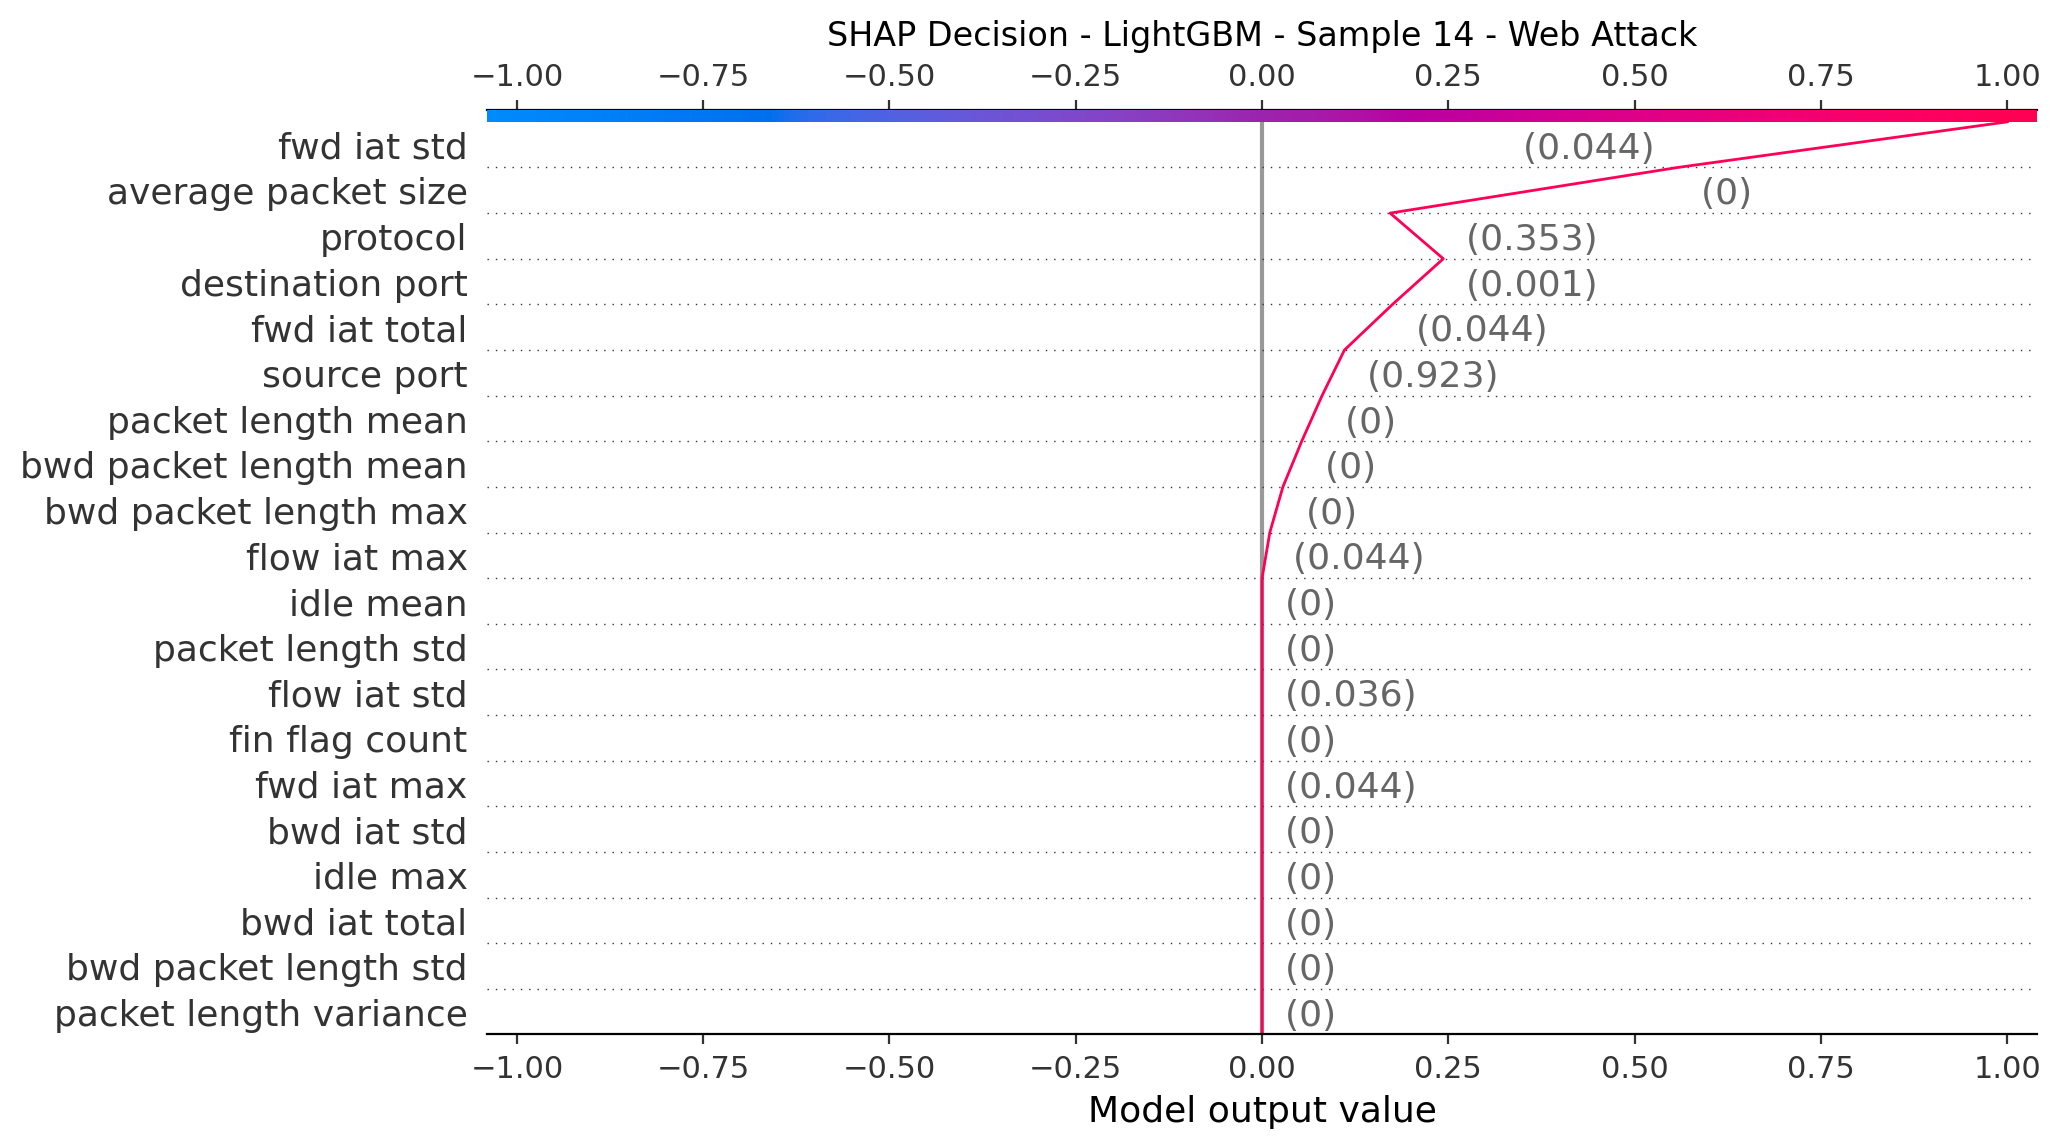 SHAP Decision - LightGBM - Sample 14 - Web Attack
−1.00 −0.75 −0.50 −0.25 0.00 0.25 0.50 0.75 1.00
fwd iat std (0.044)
average packet size (0)
protocol (0.353)
destination port (0.001)
fwd iat total (0.044)
source port (0.923)
packet length mean (0)
bwd packet length mean (0)
bwd packet length max (0)
flow iat max (0.044)
idle mean (0)
packet length std (0)
flow iat std (0.036)
fin flag count (0)
fwd iat max (0.044)
bwd iat std (0)
idle max (0)
bwd iat total (0)
bwd packet length std (0)
packet length variance (0)
−1.00 −0.75 −0.50 −0.25 0.00 0.25 0.50 0.75 1.00
Model output value